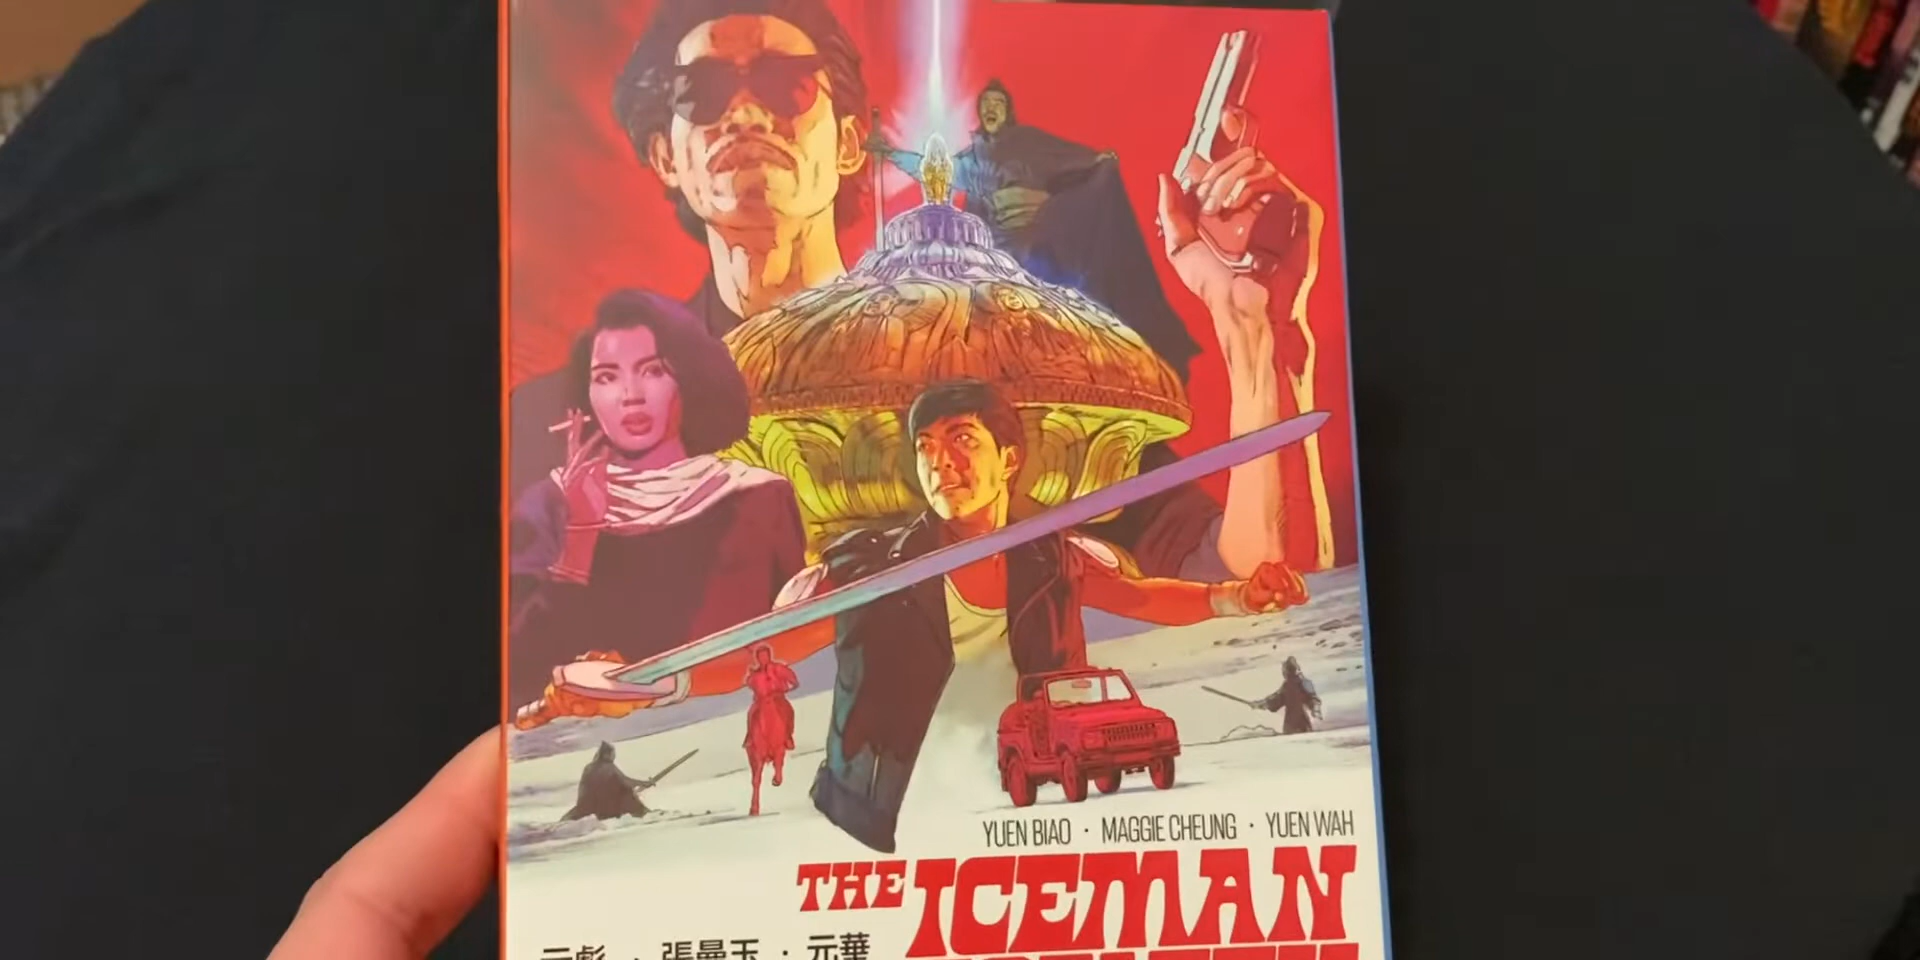 YUEN BIAO · MAGGIE CHEUNG · YUEN WAH
THE ICEMAN
元彪 · 張曼玉 · 元華